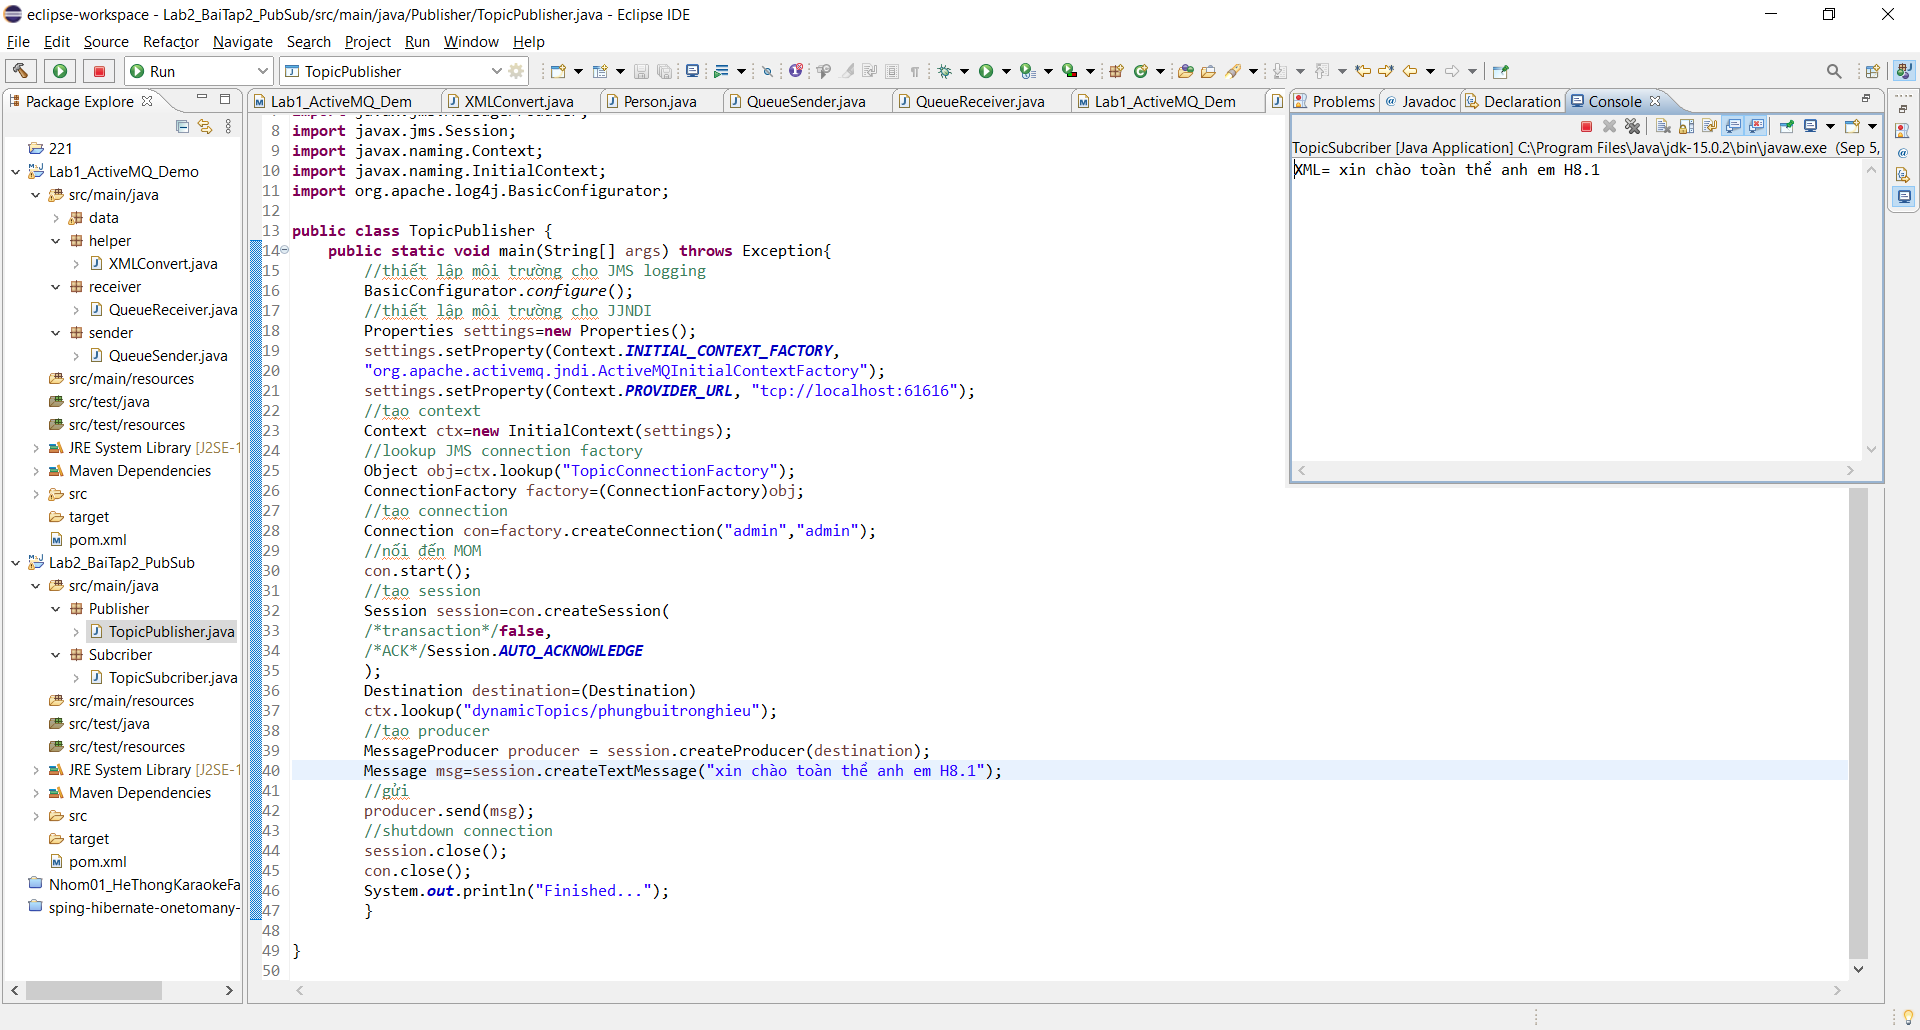 eclipse-workspace - Lab2_BaiTap2_PubSub/src/main/java/Publisher/TopicPublisher.java - Eclipse IDE
File Edit Source Refactor Navigate Search Project Run Window Help
Run
TopicPublisher
Package Explore
221
Lab1_ActiveMQ_Demo
src/main/java
data
helper
XMLConvert.java
receiver
QueueReceiver.java
sender
QueueSender.java
src/main/resources
src/test/java
src/test/resources
JRE System Library [J2SE-1
Maven Dependencies
src
target
pom.xml
Lab2_BaiTap2_PubSub
src/main/java
Publisher
TopicPublisher.java
Subcriber
TopicSubcriber.java
src/main/resources
src/test/java
src/test/resources
JRE System Library [J2SE-1
Maven Dependencies
src
target
pom.xml
Nhom01_HeThongKaraokeFa
sping-hibernate-onetomany-
Lab1_ActiveMQ_Dem XMLConvert.java Person.java QueueSender.java QueueReceiver.java Lab1_ActiveMQ_Dem
8 import javax.jms.Session;
9 import javax.naming.Context;
10 import javax.naming.InitialContext;
11 import org.apache.log4j.BasicConfigurator;
12
13 public class TopicPublisher {
14 public static void main(String[] args) throws Exception{
15 //thiết lập môi trường cho JMS logging
16 BasicConfigurator.configure();
17 //thiết lập môi trường cho JJNDI
18 Properties settings=new Properties();
19 settings.setProperty(Context.INITIAL_CONTEXT_FACTORY,
20 "org.apache.activemq.jndi.ActiveMQInitialContextFactory");
21 settings.setProperty(Context.PROVIDER_URL, "tcp://localhost:61616");
22 //tạo context
23 Context ctx=new InitialContext(settings);
24 //lookup JMS connection factory
25 Object obj=ctx.lookup("TopicConnectionFactory");
26 ConnectionFactory factory=(ConnectionFactory)obj;
27 //tạo connection
28 Connection con=factory.createConnection("admin","admin");
29 //nối đến MOM
30 con.start();
31 //tạo session
32 Session session=con.createSession(
33 /*transaction*/false,
34 /*ACK*/Session.AUTO_ACKNOWLEDGE
35 );
36 Destination destination=(Destination)
37 ctx.lookup("dynamicTopics/phungbuitronghieu");
38 //tạo producer
39 MessageProducer producer = session.createProducer(destination);
40 Message msg=session.createTextMessage("xin chào toàn thể anh em H8.1");
41 //gửi
42 producer.send(msg);
43 //shutdown connection
44 session.close();
45 con.close();
46 System.out.println("Finished...");
47 }
48
49 }
50
Problems @ Javadoc Declaration Console
TopicSubcriber [Java Application] C:\Program Files\Java\jdk-15.0.2\bin\javaw.exe (Sep 5,
XML= xin chào toàn thể anh em H8.1